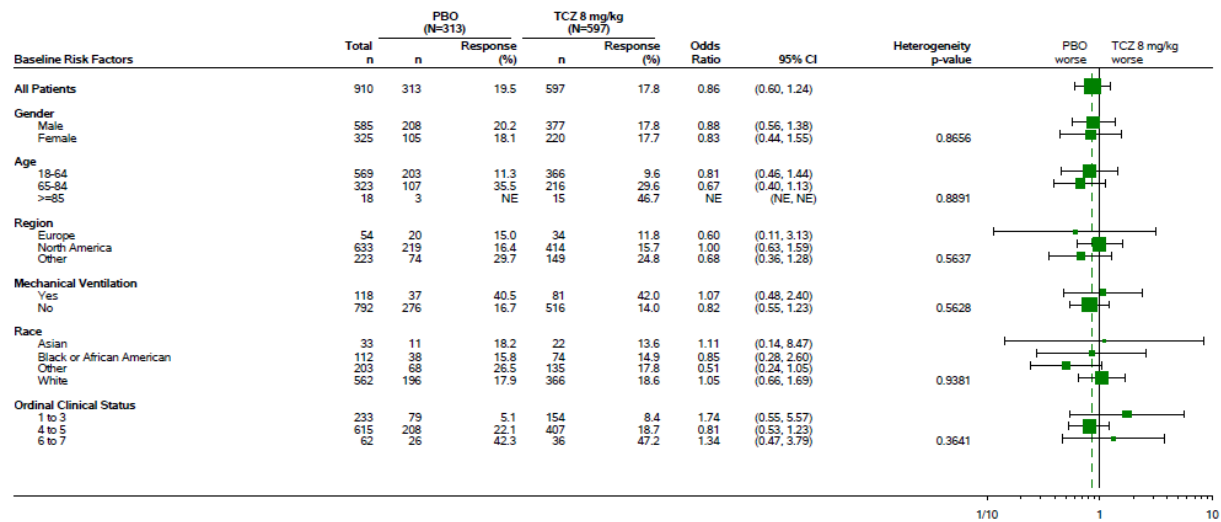 PBO TCZ 8 mg/kg
(N=313) (N=597)
Total Response Response Odds Heterogeneity PBO TCZ 8 mg/kg
Baseline Risk Factors n n (%) n (%) Ratio 95% CI p-value worse worse
All Patients 910 313 19.5 597 17.8 0.86 (0.60, 1.24)
Gender
Male 585 208 20.2 377 17.8 0.88 (0.56, 1.38)
Female 325 105 18.1 220 17.7 0.83 (0.44, 1.55) 0.8656
Age
18-64 569 203 11.3 366 9.6 0.81 (0.46, 1.44)
65-84 323 107 35.5 216 29.6 0.67 (0.40, 1.13)
>=85 18 3 NE 15 46.7 NE (NE, NE) 0.8891
Region
Europe 54 20 15.0 34 11.8 0.60 (0.11, 3.13)
North America 633 219 16.4 414 15.7 1.00 (0.63, 1.59)
Other 223 74 29.7 149 24.8 0.68 (0.36, 1.28) 0.5637
Mechanical Ventilation
Yes 118 37 40.5 81 42.0 1.07 (0.48, 2.40)
No 792 276 16.7 516 14.0 0.82 (0.55, 1.23) 0.5628
Race
Asian 33 11 18.2 22 13.6 1.11 (0.14, 8.47)
Black or African American 112 38 15.8 74 14.9 0.85 (0.28, 2.60)
Other 203 68 26.5 135 17.8 0.51 (0.24, 1.05)
White 562 196 17.9 366 18.6 1.05 (0.66, 1.69) 0.9381
Ordinal Clinical Status
1 to 3 233 79 5.1 154 8.4 1.74 (0.55, 5.57)
4 to 5 615 208 22.1 407 18.7 0.81 (0.53, 1.23)
6 to 7 62 26 42.3 36 47.2 1.34 (0.47, 3.79) 0.3641
1/10 1 10